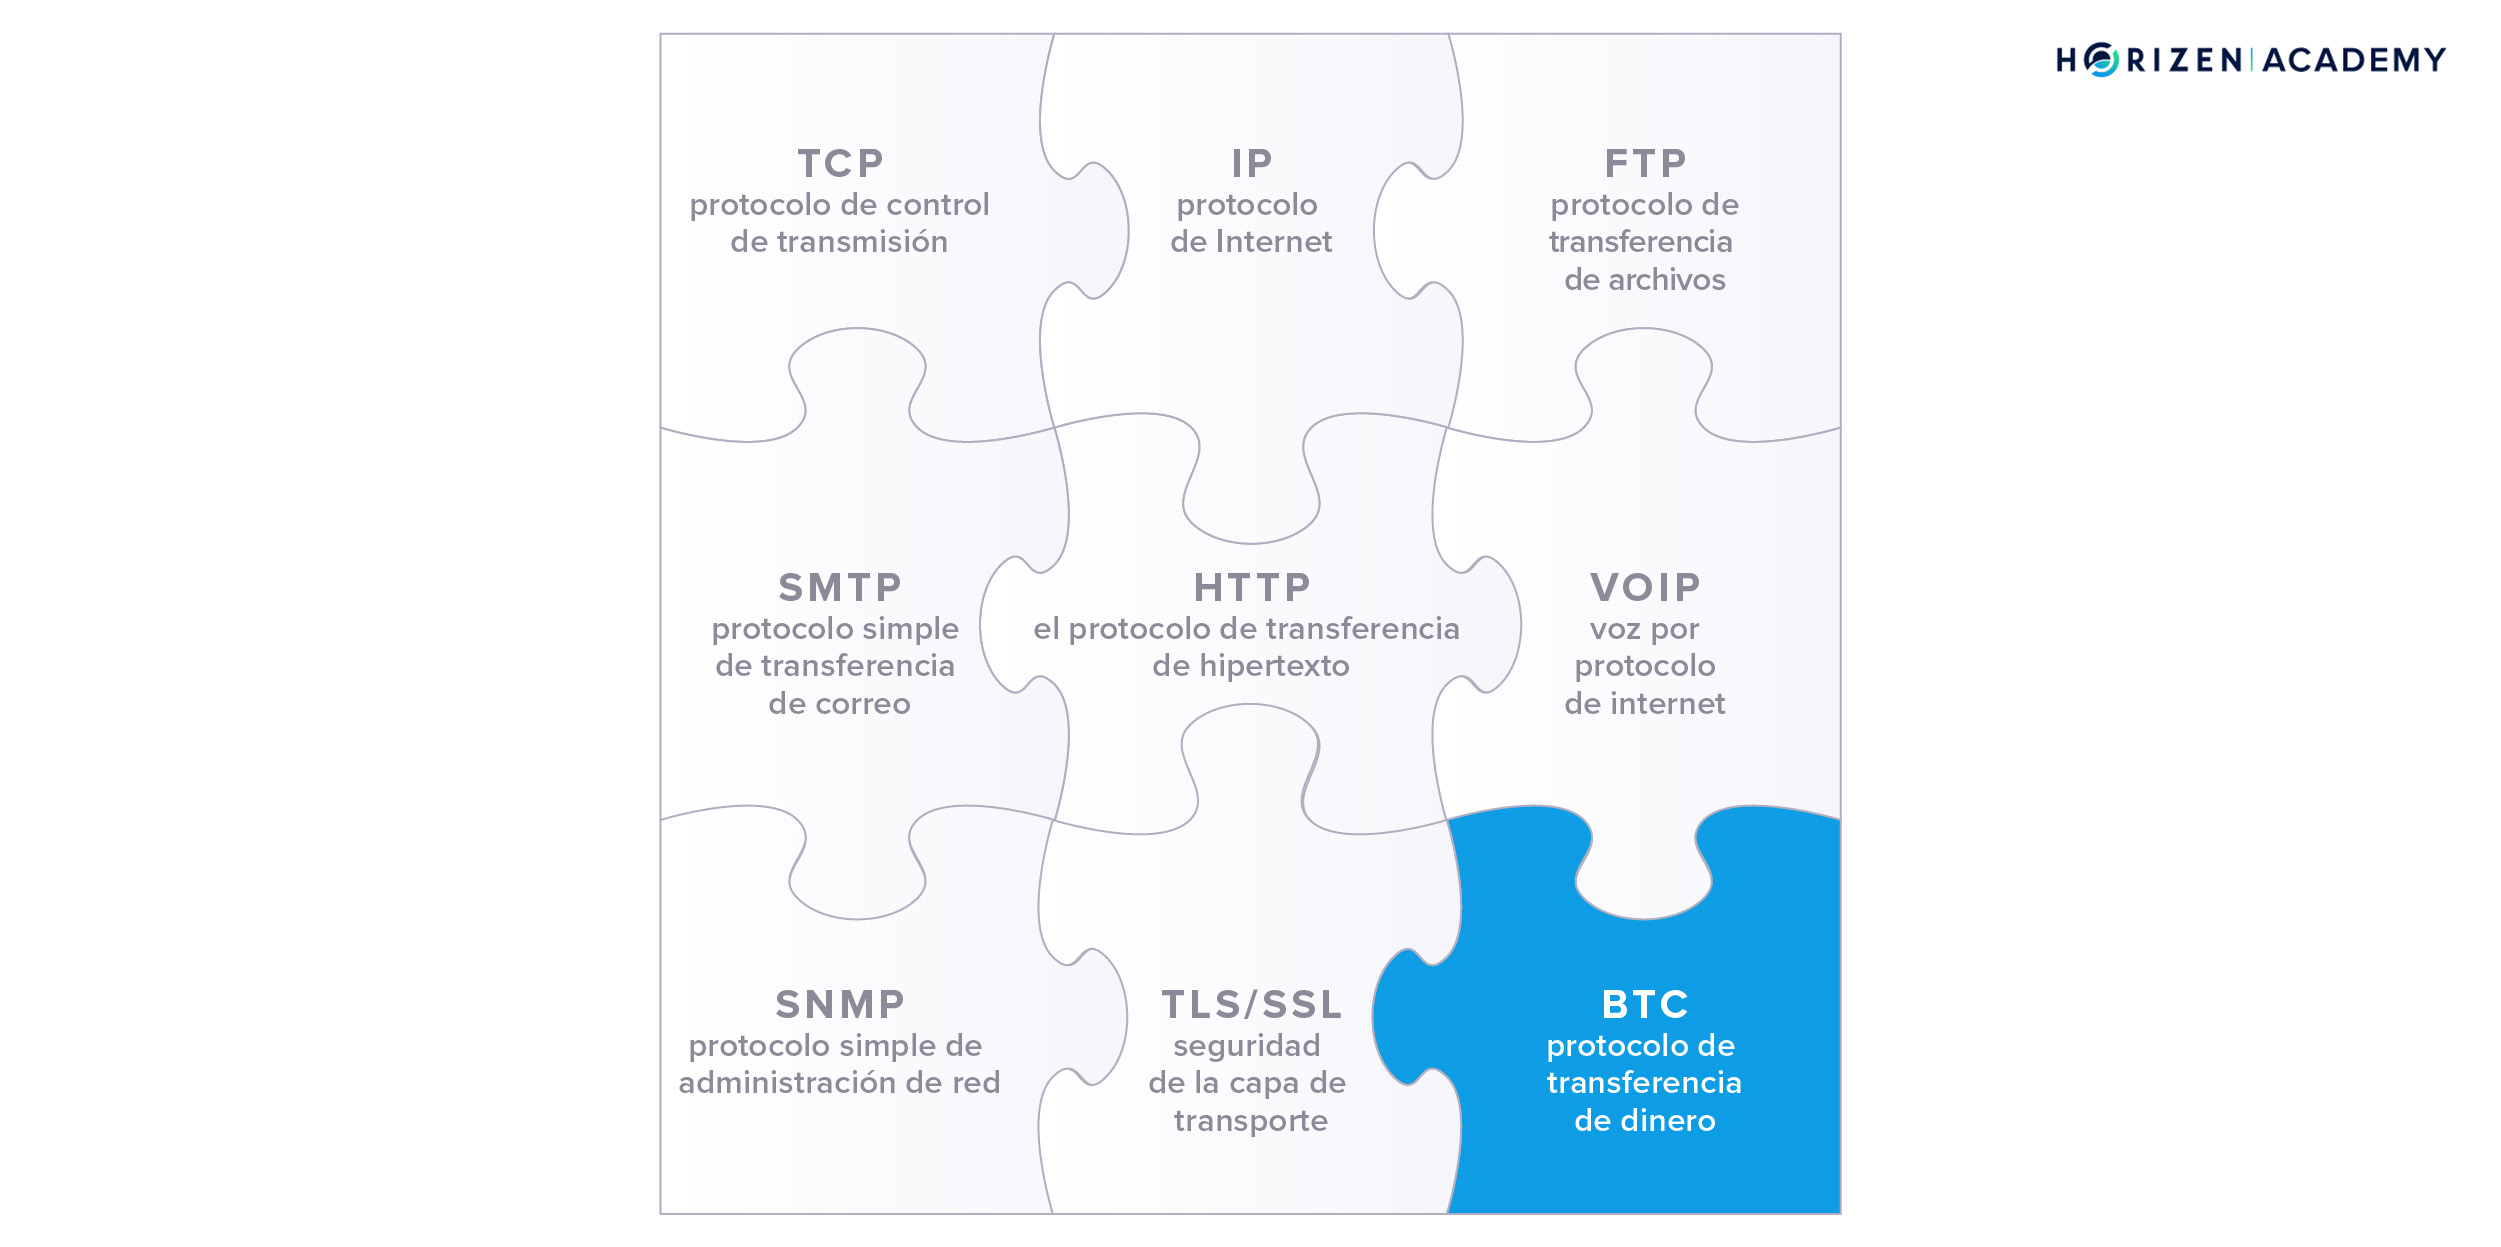 HORIZEN ACADEMY
TCP
protocolo de control
de transmisión
IP
protocolo
de Internet
FTP
protocolo de
transferencia
de archivos
SMTP
protocolo simple
de transferencia
de correo
HTTP
el protocolo de transferencia
de hipertexto
VOIP
voz por
protocolo
de internet
SNMP
protocolo simple de
administración de red
TLS/SSL
seguridad
de la capa de
transporte
BTC
protocolo de
transferencia
de dinero